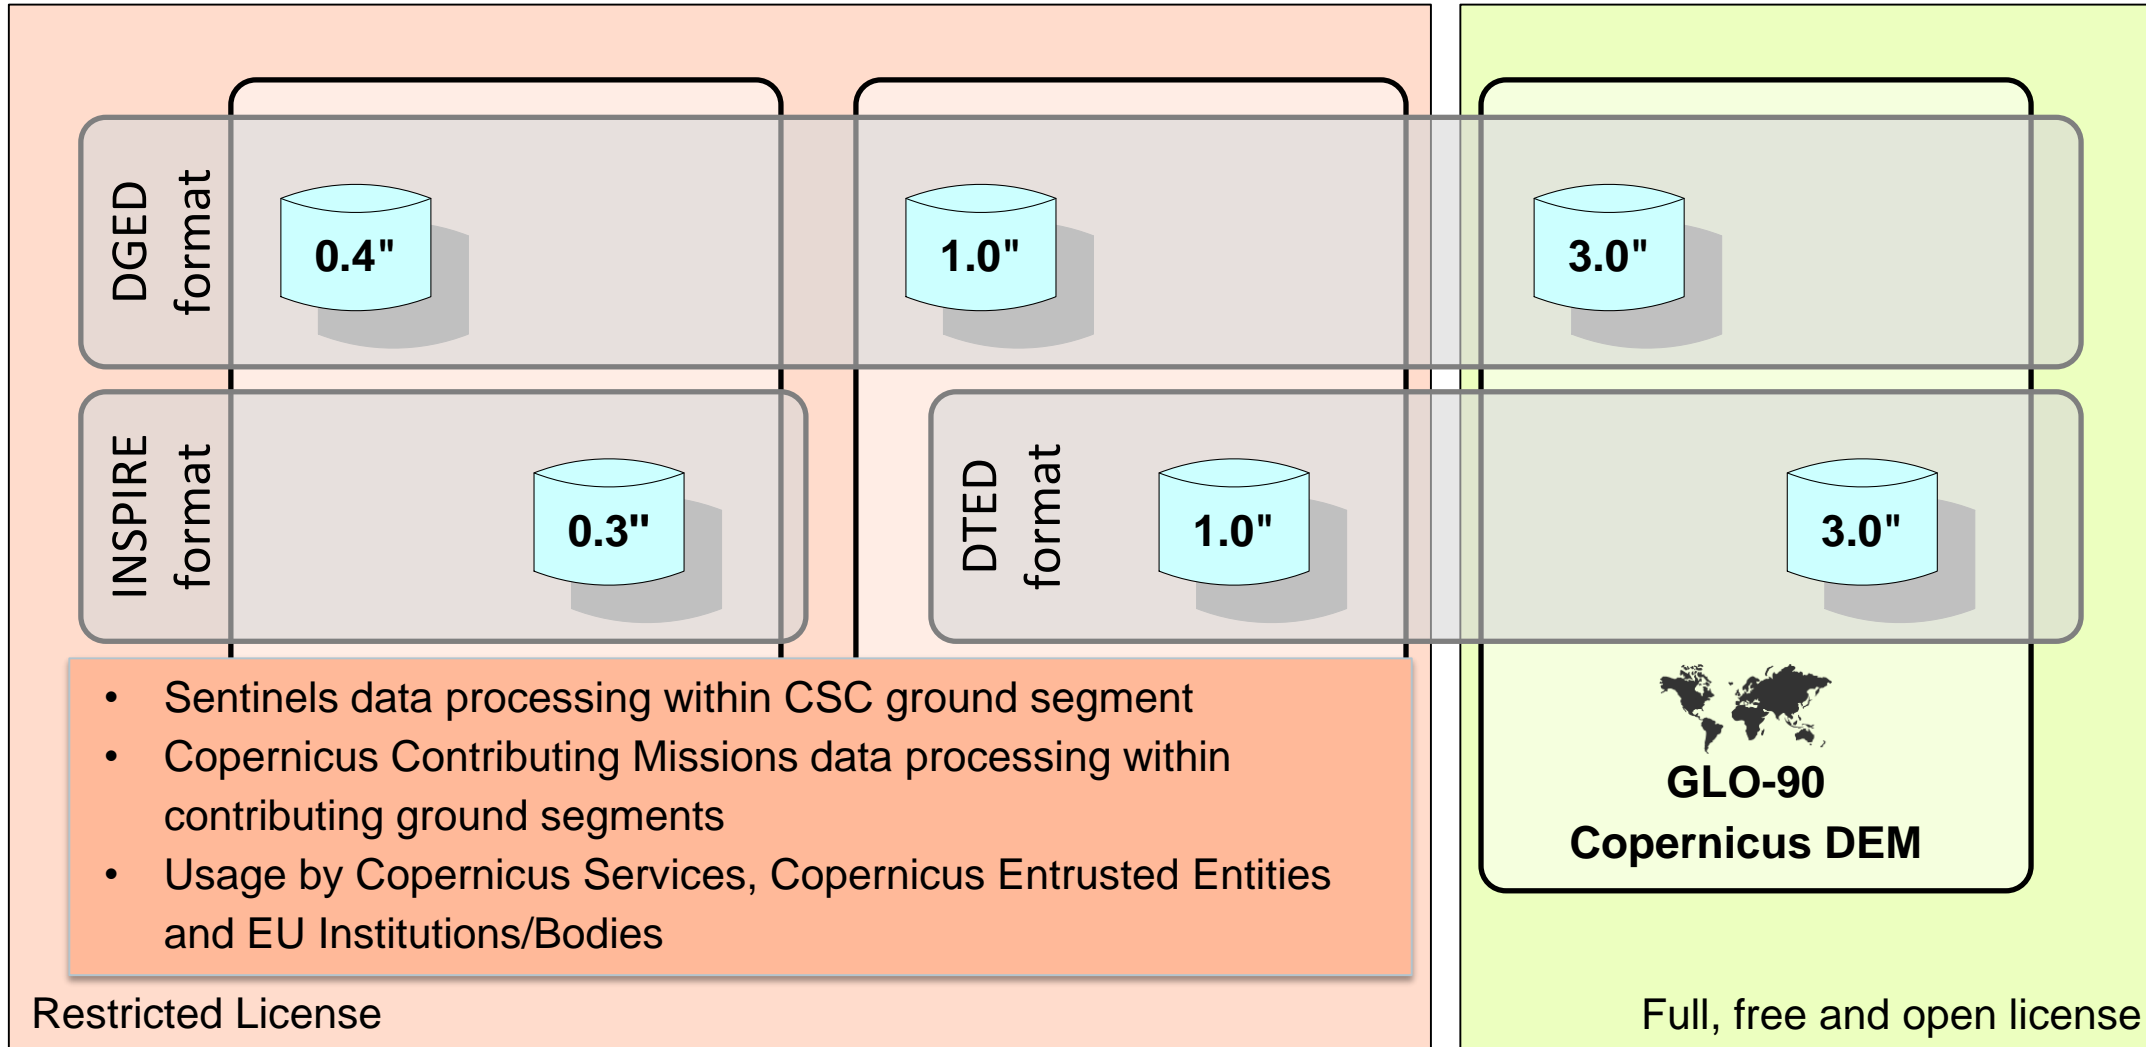 DGED
format
0.4"
1.0"
3.0"
INSPIRE
format
0.3"
DTED
format
1.0"
3.0"
• Sentinels data processing within CSC ground segment
• Copernicus Contributing Missions data processing within
contributing ground segments
• Usage by Copernicus Services, Copernicus Entrusted Entities
and EU Institutions/Bodies
GLO-90
Copernicus DEM
Restricted License
Full, free and open license